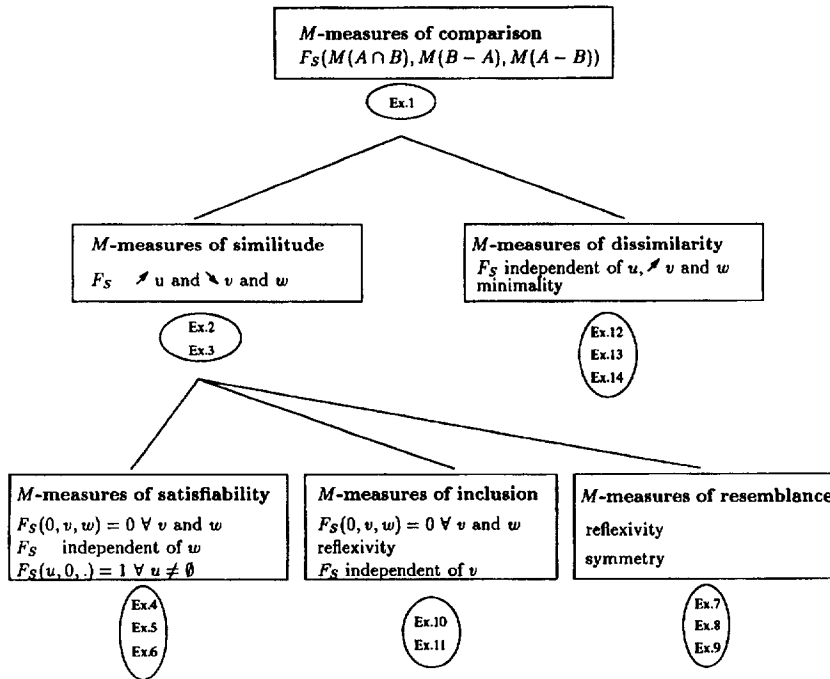 M-measures of comparison
F_S(M(A ∩ B), M(B − A), M(A − B))
Ex.1
M-measures of similitude
F_S ↗ u and ↘ v and w
Ex.2
Ex.3
M-measures of dissimilarity
F_S independent of u, ↗ v and w
minimality
Ex.12
Ex.13
Ex.14
M-measures of satisfiability
F_S(0, v, w) = 0 ∀ v and w
F_S independent of w
F_S(u, 0, .) = 1 ∀ u ≠ ∅
Ex.4
Ex.5
Ex.6
M-measures of inclusion
F_S(0, v, w) = 0 ∀ v and w
reflexivity
F_S independent of v
Ex.10
Ex.11
M-measures of resemblance
reflexivity
symmetry
Ex.7
Ex.8
Ex.9